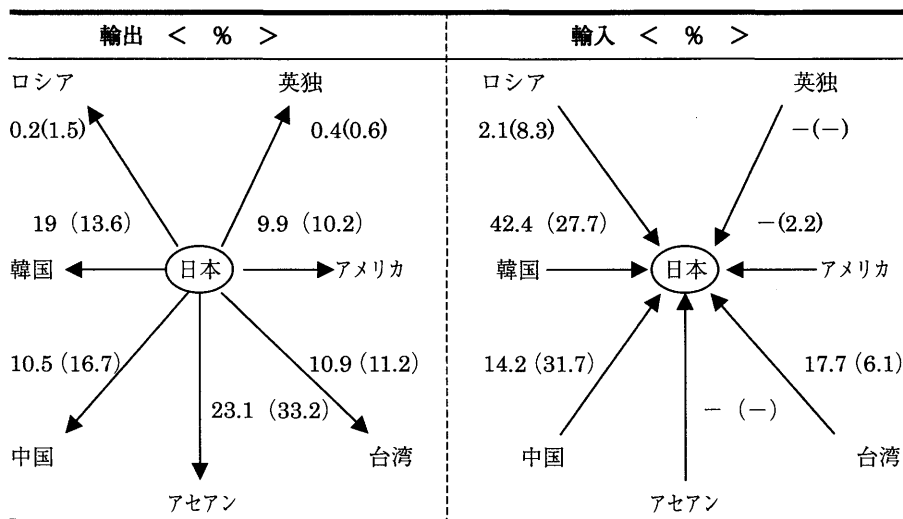 輸出 ＜ % ＞
ロシア 英独
0.2(1.5) 0.4(0.6)
19 (13.6) 9.9 (10.2)
韓国 日本 アメリカ
10.5 (16.7) 10.9 (11.2)
23.1 (33.2)
中国 台湾
アセアン
輸入 ＜ % ＞
ロシア 英独
2.1(8.3) －(－)
42.4 (27.7) －(2.2)
韓国 日本 アメリカ
14.2 (31.7) 17.7 (6.1)
－ (－)
中国 台湾
アセアン